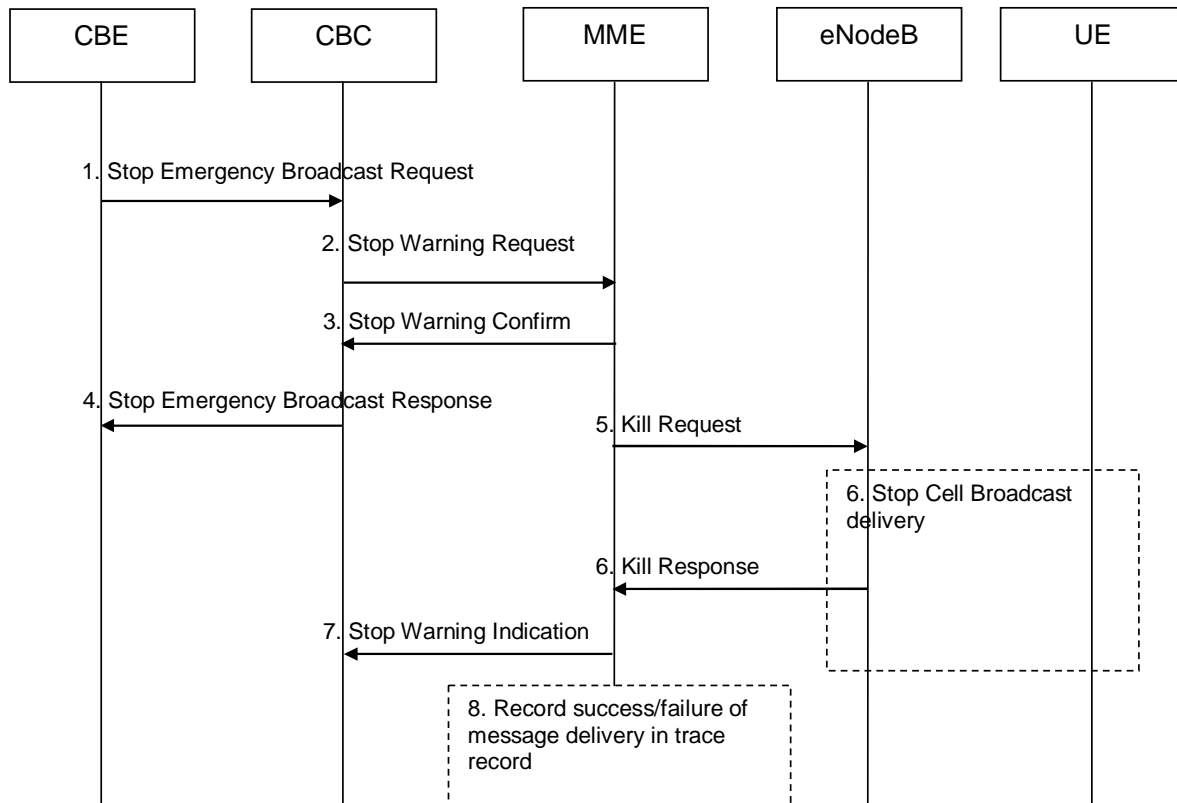 CBE
CBC
MME
eNodeB
UE
1. Stop Emergency Broadcast Request
2. Stop Warning Request
3. Stop Warning Confirm
4. Stop Emergency Broadcast Response
5. Kill Request
6. Stop Cell Broadcast
delivery
6. Kill Response
7. Stop Warning Indication
8. Record success/failure of
message delivery in trace
record